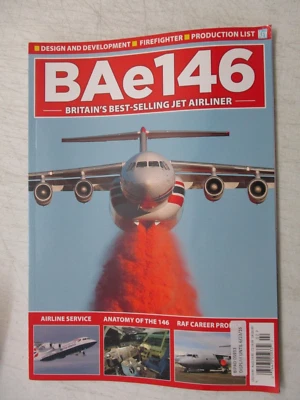 DESIGN AND DEVELOPMENT FIREFIGHTER PRODUCTION LIST
BAe146
BRITAIN'S BEST-SELLING JET AIRLINER
AIRLINE SERVICE
ANATOMY OF THE 146
RAF CAREER